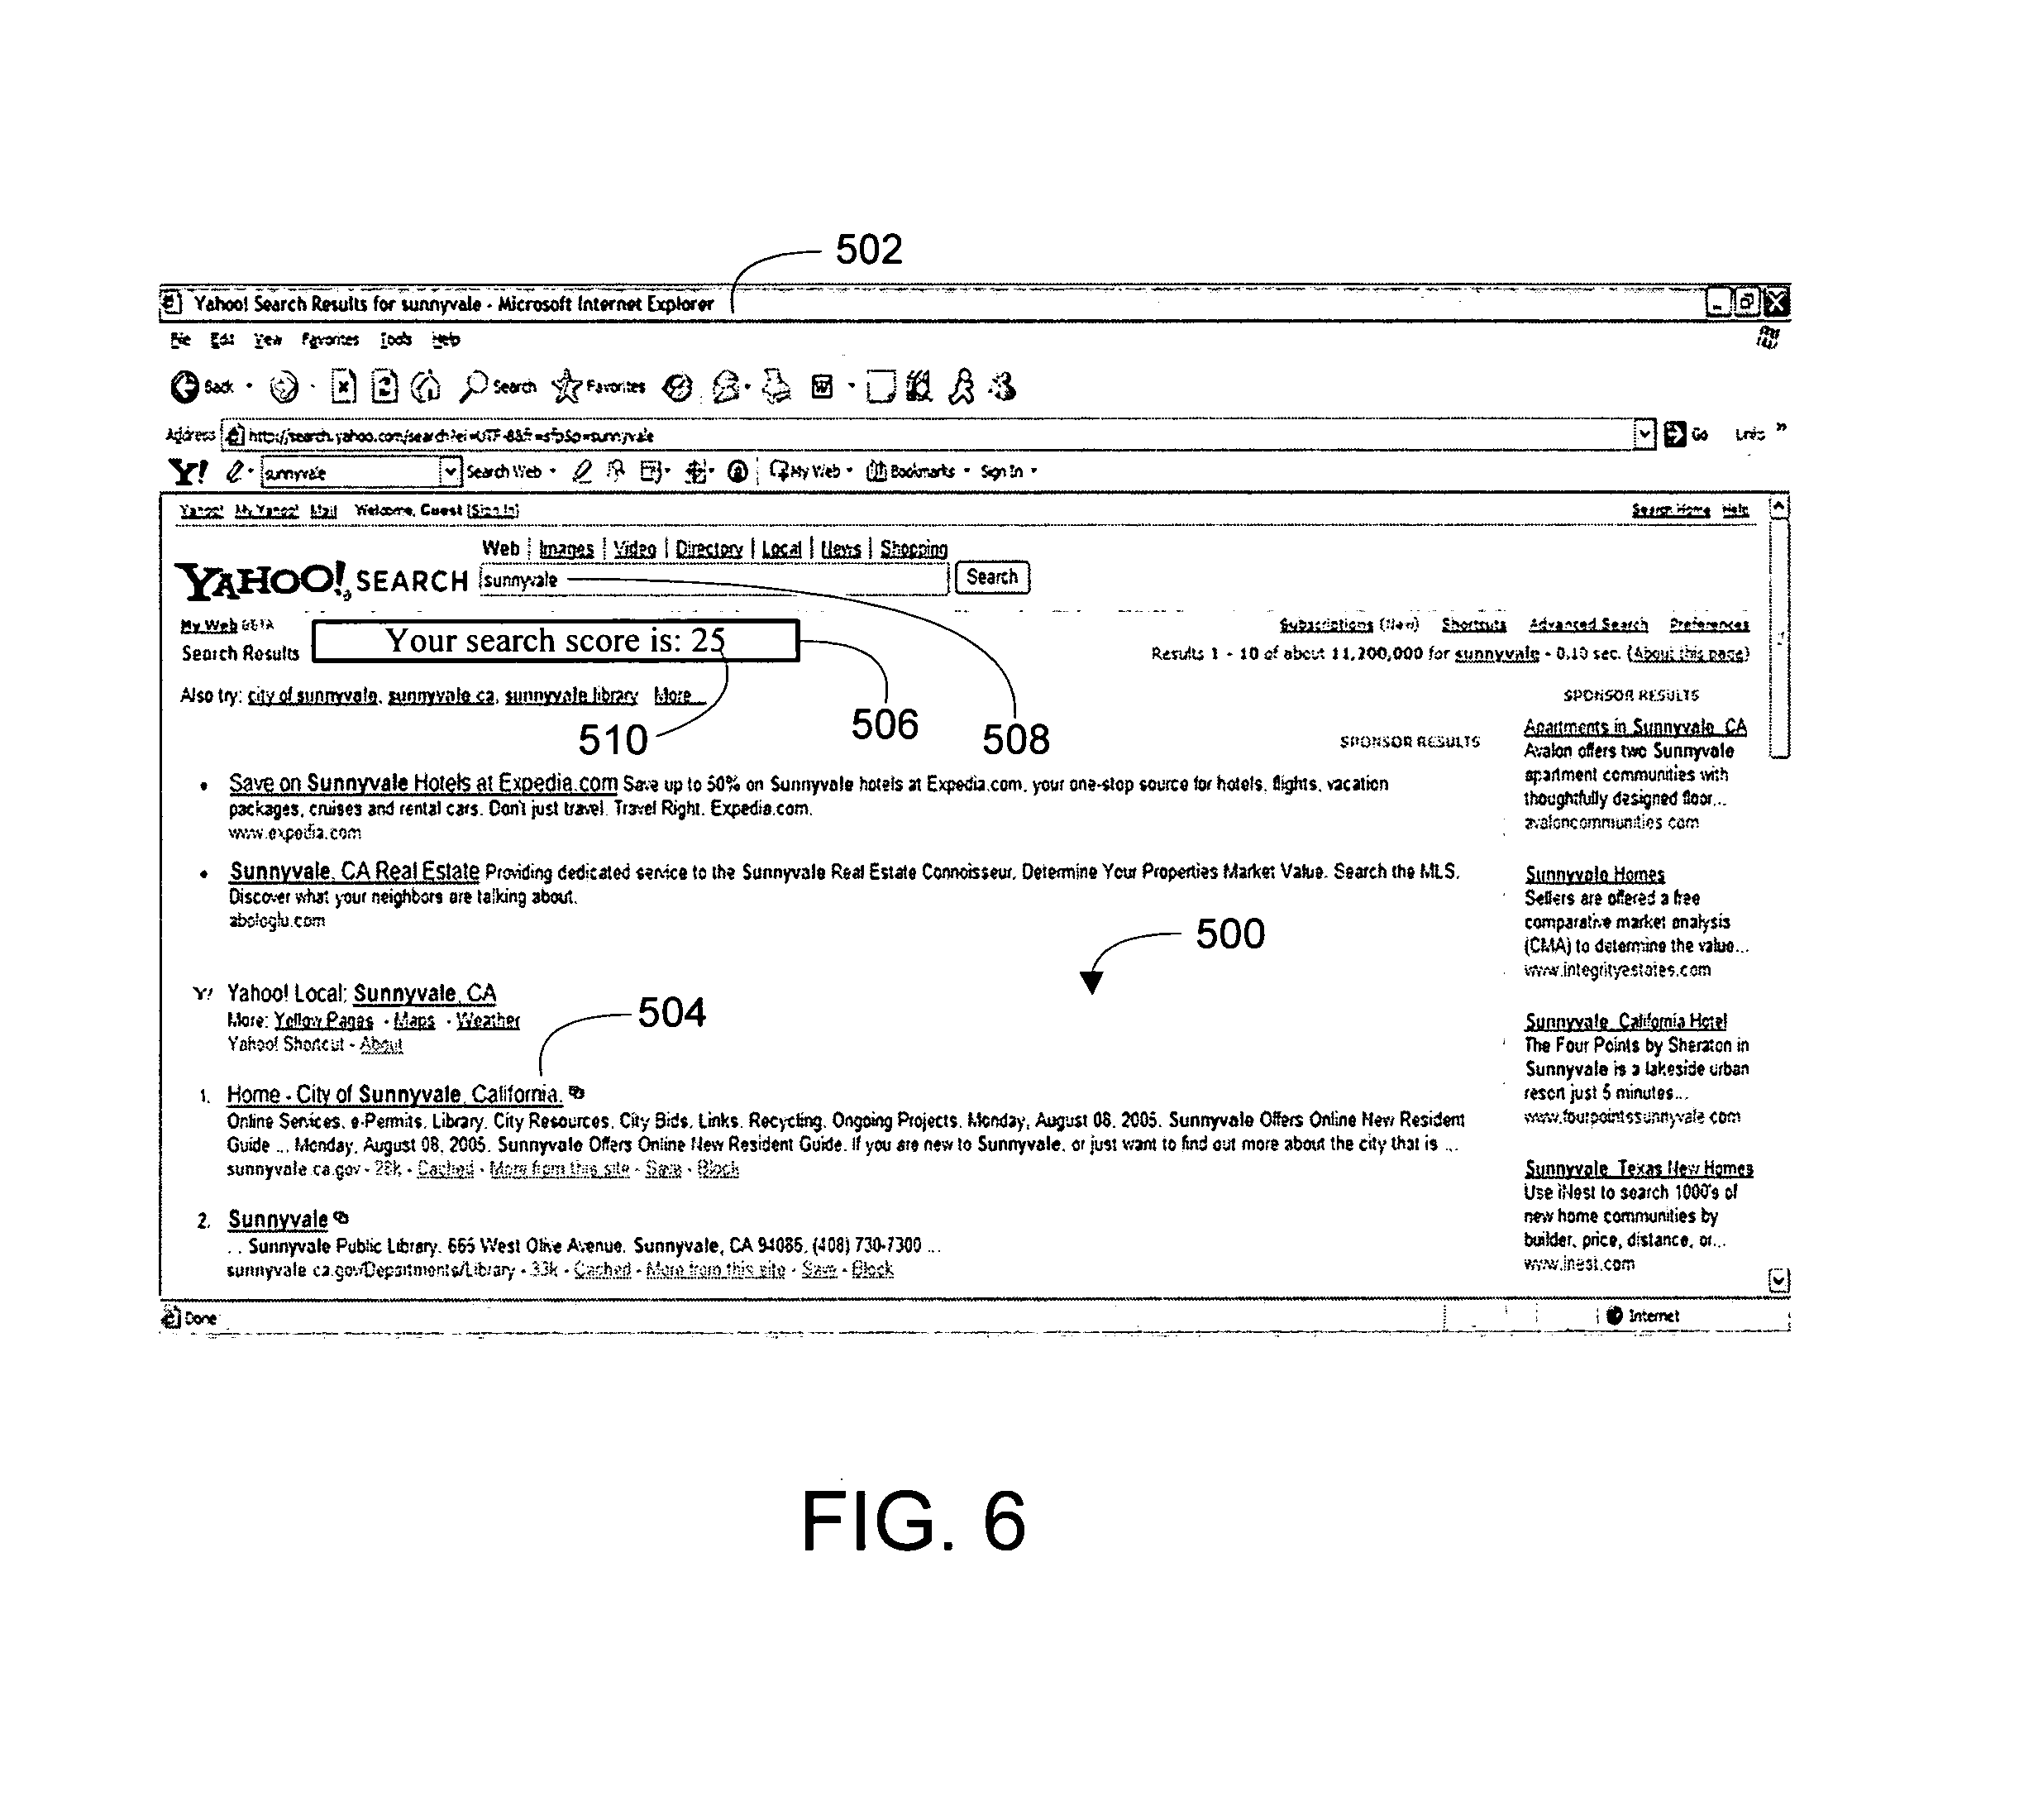 502
Yahoo! Search Results for sunnyvale - Microsoft Internet Explorer
File Edit View Favorites Tools Help
Back Search Favorites
Address http://search.yahoo.com/search?ei=UTF-8&fr=sfp&p=sunnyvale Go Links »
Y! sunnyvale Search Web My Web Bookmarks Sign In
Yahoo! My Yahoo! Mail Welcome, Guest [Sign In] Search Home Help
Web | Images | Video | Directory | Local | News | Shopping
YAHOO! SEARCH sunnyvale Search
My Web BETA Your search score is: 25 Subscriptions (New) Shortcuts Advanced Search Preferences
Search Results Results 1 - 10 of about 11,200,000 for sunnyvale - 0.10 sec. (About this page)
Also try: city of sunnyvale, sunnyvale ca, sunnyvale library More...
510 506 508
SPONSOR RESULTS
• Save on Sunnyvale Hotels at Expedia.com Save up to 50% on Sunnyvale hotels at Expedia.com, your one-stop source for hotels, flights, vacation
packages, cruises and rental cars. Don't just travel. Travel Right. Expedia.com.
www.expedia.com
• Sunnyvale, CA Real Estate Providing dedicated service to the Sunnyvale Real Estate Connoisseur. Determine Your Properties Market Value. Search the MLS.
Discover what your neighbors are talking about.
500
Y! Yahoo! Local: Sunnyvale, CA
More: Yellow Pages - Maps - Weather
Yahoo! Shortcut - About
504
1. Home - City of Sunnyvale, California.
Online Services, e-Permits, Library, City Resources, City Bids, Links, Recycling, Ongoing Projects, Monday, August 08, 2005. Sunnyvale Offers Online New Resident
Guide ... Monday, August 08, 2005. Sunnyvale Offers Online New Resident Guide. If you are new to Sunnyvale, or just want to find out more about the city that is ...
sunnyvale.ca.gov - 28k - Cached - More from this site - Save - Block
2. Sunnyvale
... Sunnyvale Public Library. 665 West Olive Avenue. Sunnyvale, CA 94086. (408) 730-7300 ...
sunnyvale.ca.gov/Departments/Library - 33k - Cached - More from this site - Save - Block
SPONSOR RESULTS
Apartments in Sunnyvale, CA
Avalon offers two Sunnyvale
apartment communities with
thoughtfully designed floor...
avaloncommunities.com
Sunnyvale Homes
Sellers are offered a free
comparative market analysis
(CMA) to determine the value...
www.integrityestates.com
Sunnyvale, California Hotel
The Four Points by Sheraton in
Sunnyvale is a lakeside urban
resort just 5 minutes...
www.fourpointssunnyvale.com
Sunnyvale, Texas New Homes
Use iNest to search 1000's of
new home communities by
builder, price, distance, or...
www.inest.com
Done Internet
FIG. 6